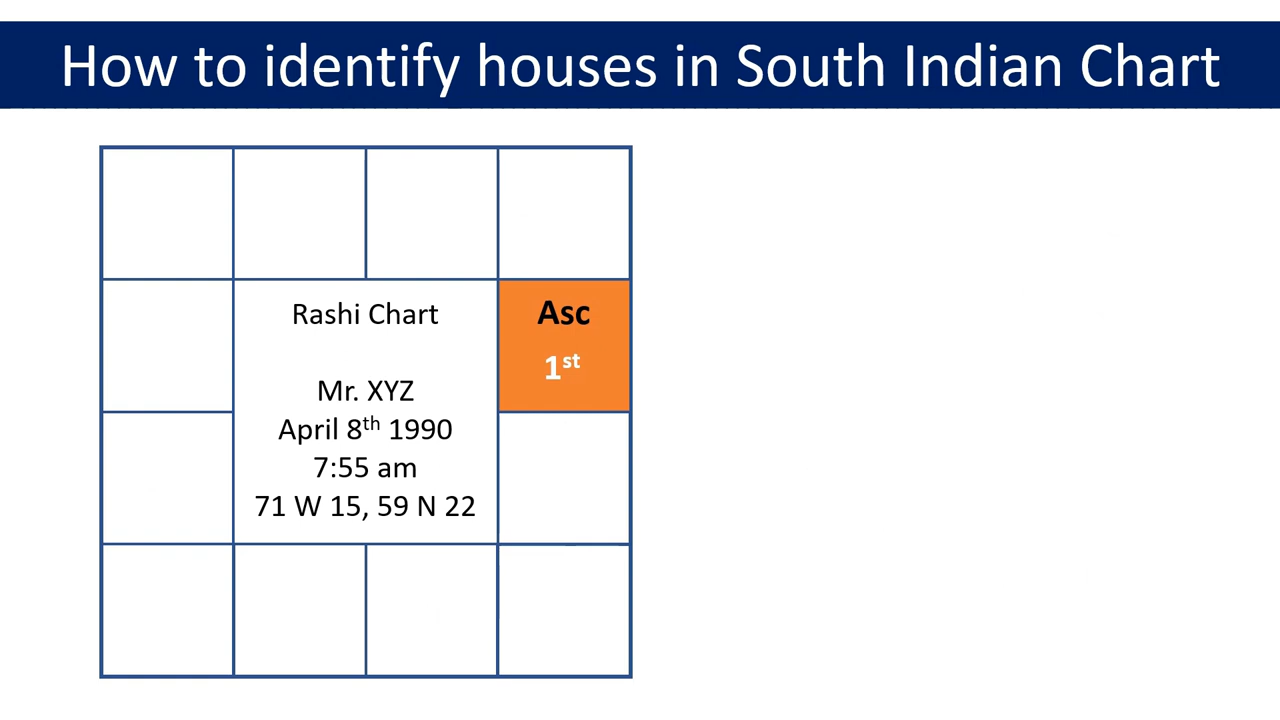 How to identify houses in South Indian Chart
Rashi Chart
Asc
1st
Mr. XYZ
April 8th 1990
7:55 am
71 W 15, 59 N 22